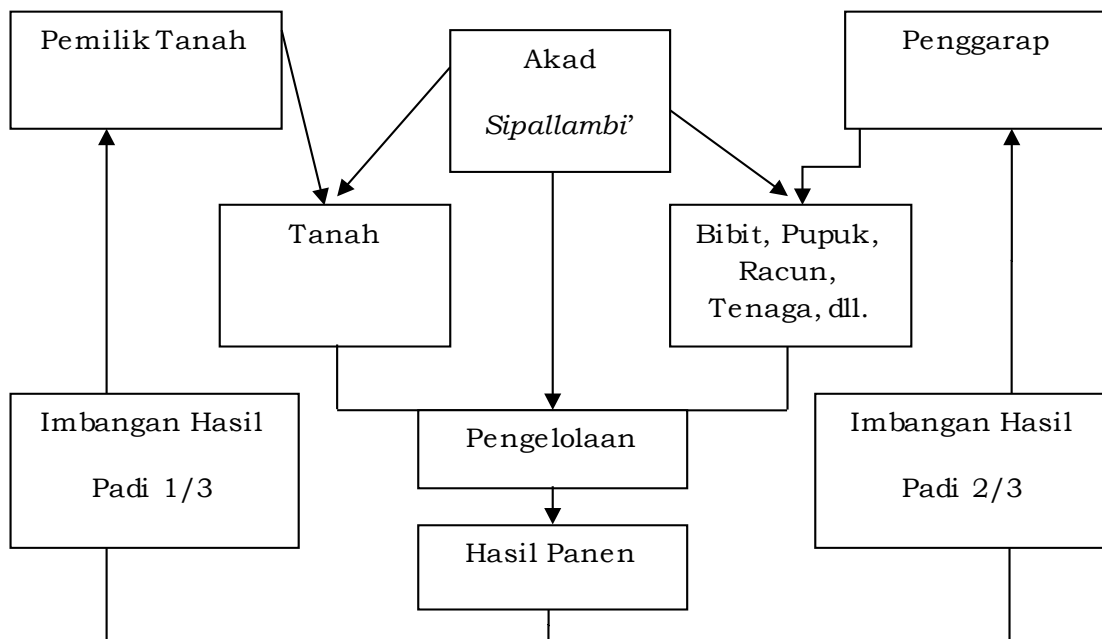 Pemilik Tanah
Akad
Sipallambi’
Penggarap
Tanah
Bibit, Pupuk,
Racun,
Tenaga, dll.
Imbangan Hasil
Padi 1/3
Pengelolaan
Imbangan Hasil
Padi 2/3
Hasil Panen